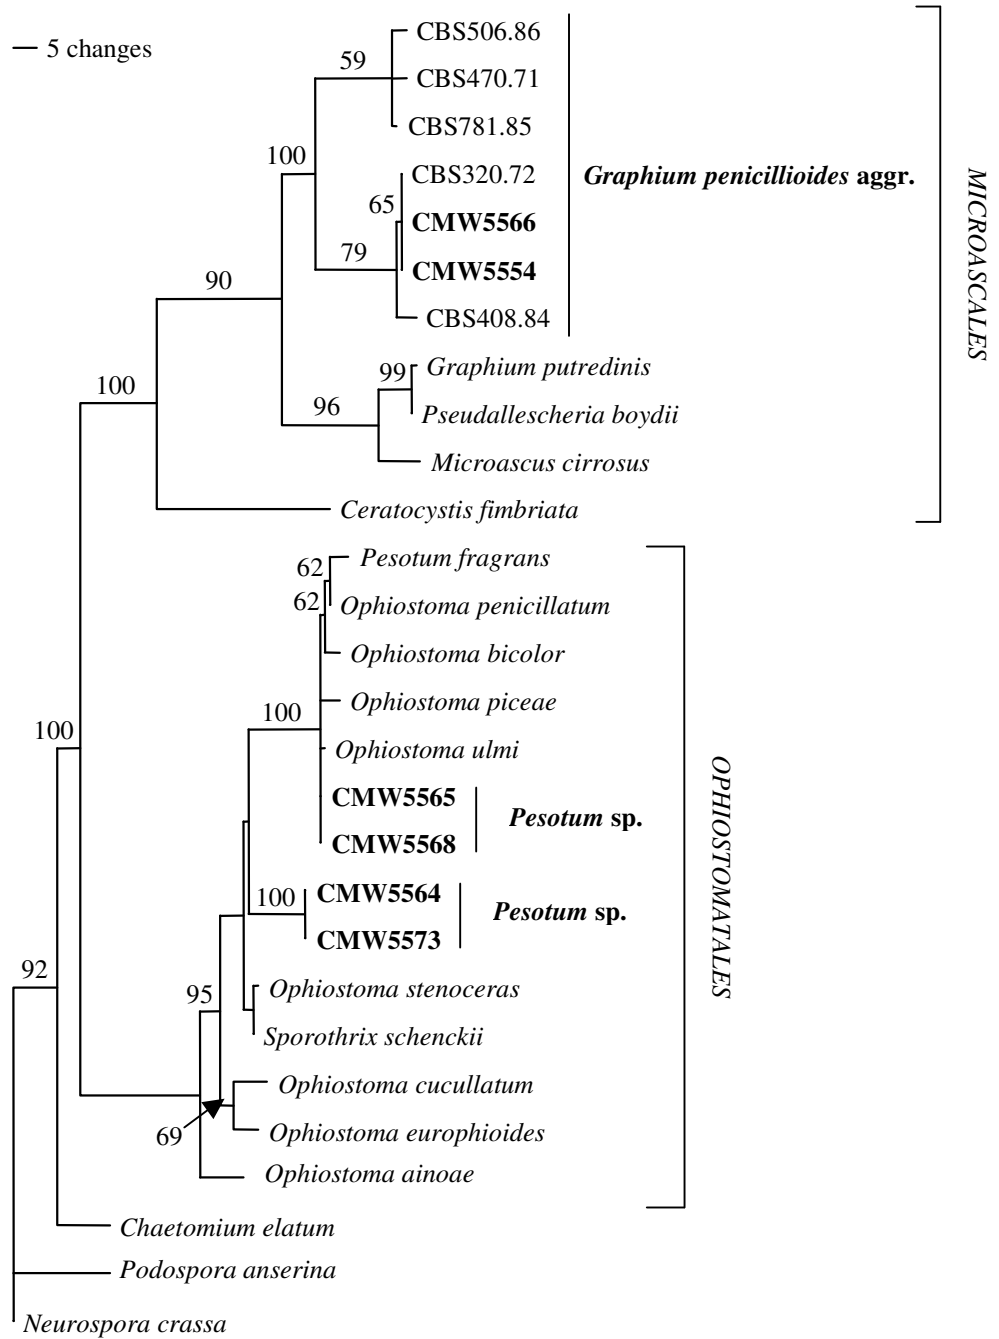 CBS506.86
5 changes
59
CBS470.71
CBS781.85
100
CBS320.72
Graphium penicillioides aggr.
65
CMW5566
79
CMW5554
90
CBS408.84
MICROASCALES
Graphium putredinis
99
100
96
Pseudallescheria boydii
Microascus cirrosus
Ceratocystis fimbriata
Pesotum fragrans
62
62
Ophiostoma penicillatum
Ophiostoma bicolor
Ophiostoma piceae
100
100
Ophiostoma ulmi
CMW5565
Pesotum sp.
CMW5568
OPHIOSTOMATALES
100
CMW5564
Pesotum sp.
CMW5573
92
95
Ophiostoma stenoceras
Sporothrix schenckii
Ophiostoma cucullatum
69
Ophiostoma europhioides
Ophiostoma ainoae
Chaetomium elatum
Podospora anserina
Neurospora crassa